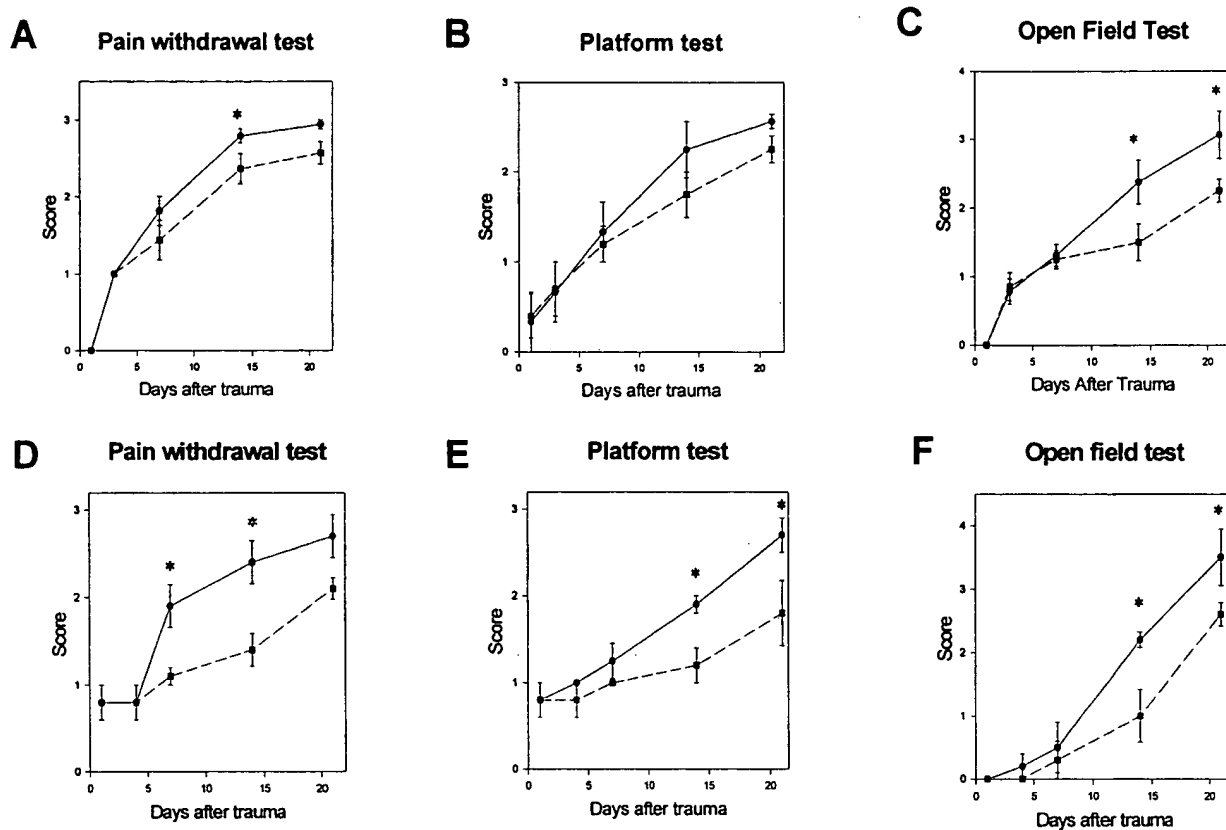 A
Pain withdrawal test
*
3
2
1
0
Score
0 5 10 15 20
Days after trauma
B
Platform test
3
2
1
0
Score
0 5 10 15 20
Days after trauma
C
Open Field Test
*
*
4
3
2
1
0
Score
0 5 10 15 20
Days After Trauma
D
Pain withdrawal test
*
*
3
2
1
0
Score
0 5 10 15 20
Days after trauma
E
Platform test
*
*
3
2
1
0
Score
0 5 10 15 20
Days after trauma
F
Open field test
*
*
4
3
2
1
0
Score
0 5 10 15 20
Days after trauma